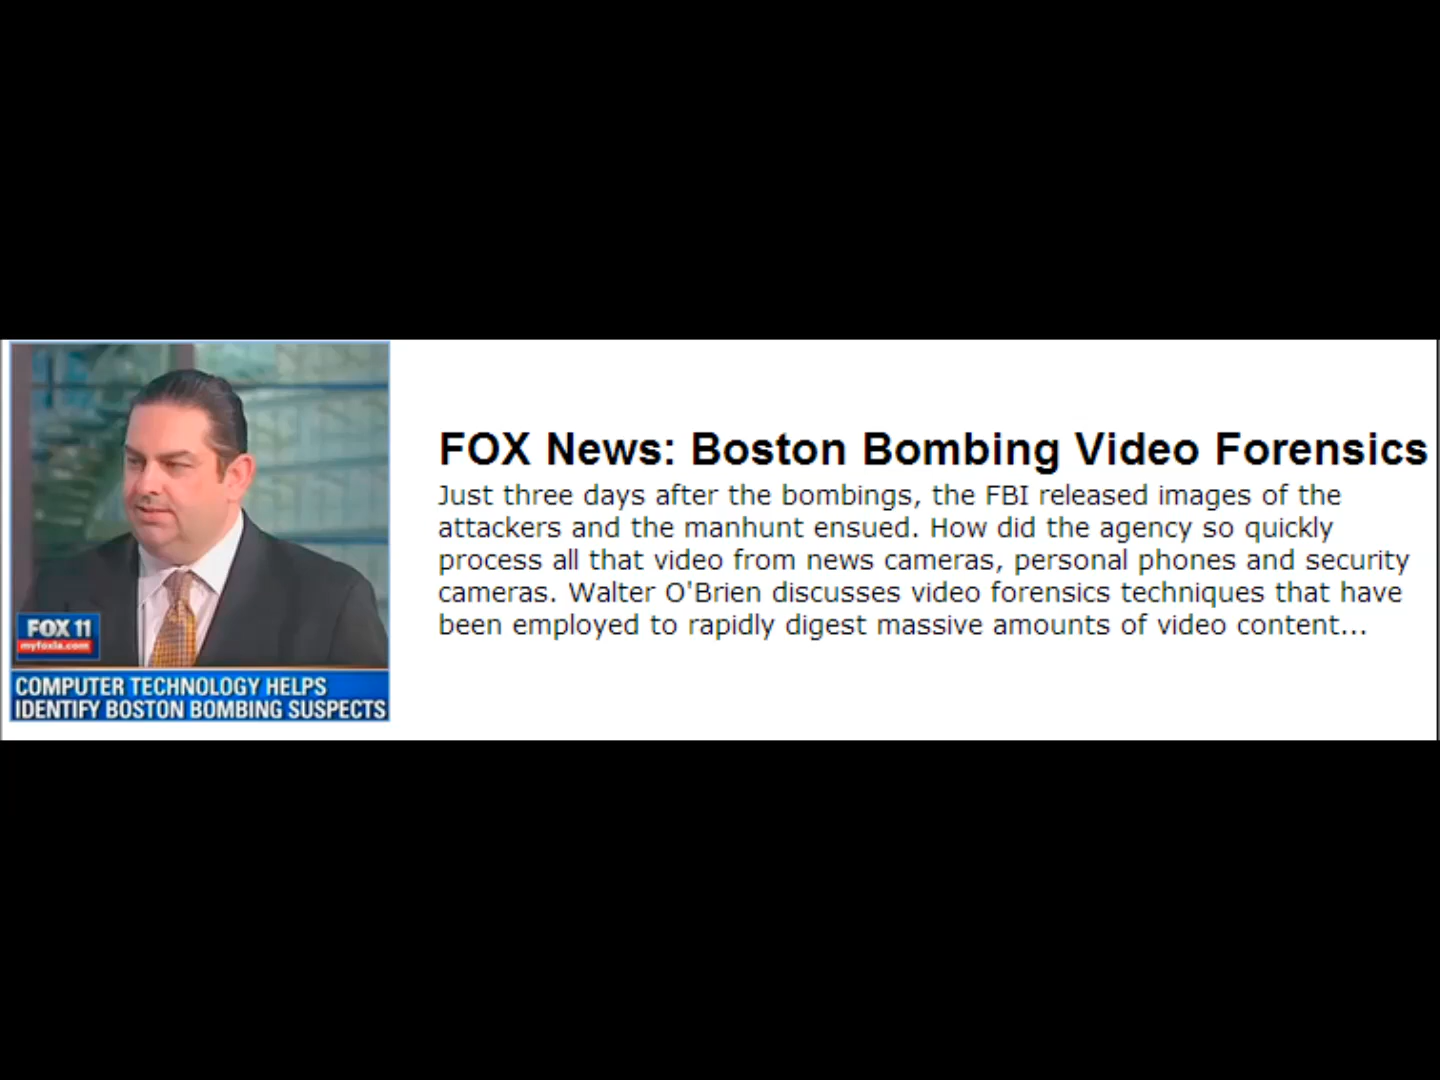 FOX News: Boston Bombing Video Forensics
Just three days after the bombings, the FBI released images of the
attackers and the manhunt ensued. How did the agency so quickly
process all that video from news cameras, personal phones and security
cameras. Walter O'Brien discusses video forensics techniques that have
been employed to rapidly digest massive amounts of video content...
FOX 11
myfoxla.com
COMPUTER TECHNOLOGY HELPS
IDENTIFY BOSTON BOMBING SUSPECTS